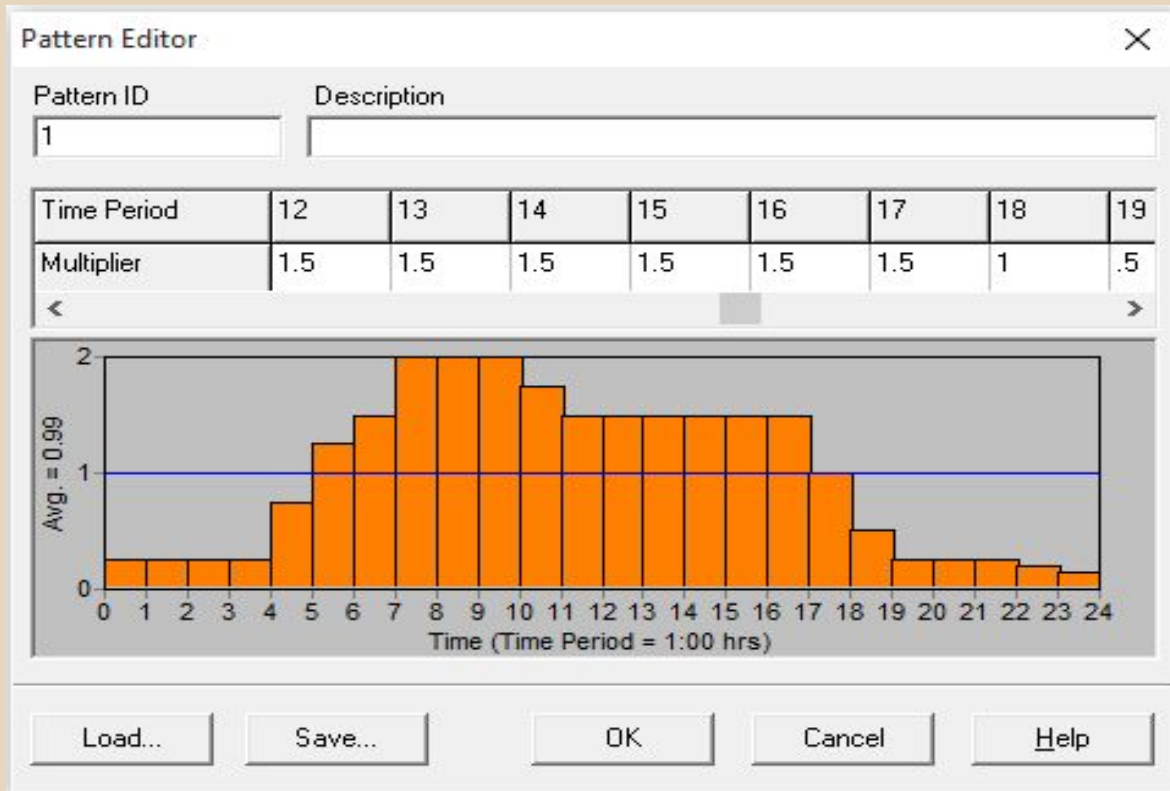 Pattern Editor
Pattern ID Description
1
Time Period 12 13 14 15 16 17 18 19
Multiplier 1.5 1.5 1.5 1.5 1.5 1.5 1 .5
2
1
0
Avg. = 0.99
0 1 2 3 4 5 6 7 8 9 10 11 12 13 14 15 16 17 18 19 20 21 22 23 24
Time (Time Period = 1:00 hrs)
Load... Save... OK Cancel Help